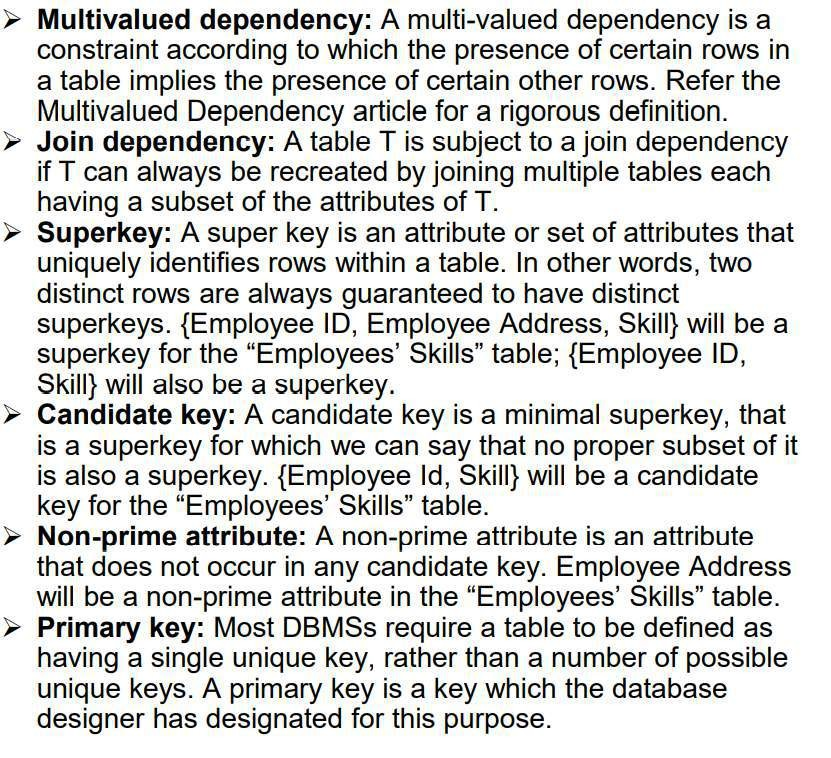 ➢ Multivalued dependency: A multi-valued dependency is a
constraint according to which the presence of certain rows in
a table implies the presence of certain other rows. Refer the
Multivalued Dependency article for a rigorous definition.
➢ Join dependency: A table T is subject to a join dependency
if T can always be recreated by joining multiple tables each
having a subset of the attributes of T.
➢ Superkey: A super key is an attribute or set of attributes that
uniquely identifies rows within a table. In other words, two
distinct rows are always guaranteed to have distinct
superkeys. {Employee ID, Employee Address, Skill} will be a
superkey for the “Employees’ Skills” table; {Employee ID,
Skill} will also be a superkey.
➢ Candidate key: A candidate key is a minimal superkey, that
is a superkey for which we can say that no proper subset of it
is also a superkey. {Employee Id, Skill} will be a candidate
key for the “Employees’ Skills” table.
➢ Non-prime attribute: A non-prime attribute is an attribute
that does not occur in any candidate key. Employee Address
will be a non-prime attribute in the “Employees’ Skills” table.
➢ Primary key: Most DBMSs require a table to be defined as
having a single unique key, rather than a number of possible
unique keys. A primary key is a key which the database
designer has designated for this purpose.